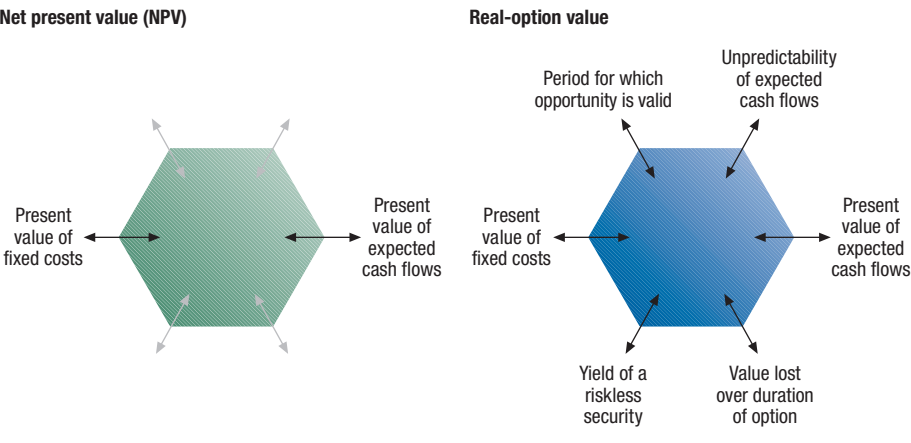 Net present value (NPV)
Present
value of
fixed costs
Present
value of
expected
cash flows
Real-option value
Period for which
opportunity is valid
Unpredictability
of expected
cash flows
Present
value of
fixed costs
Present
value of
expected
cash flows
Yield of a
riskless
security
Value lost
over duration
of option